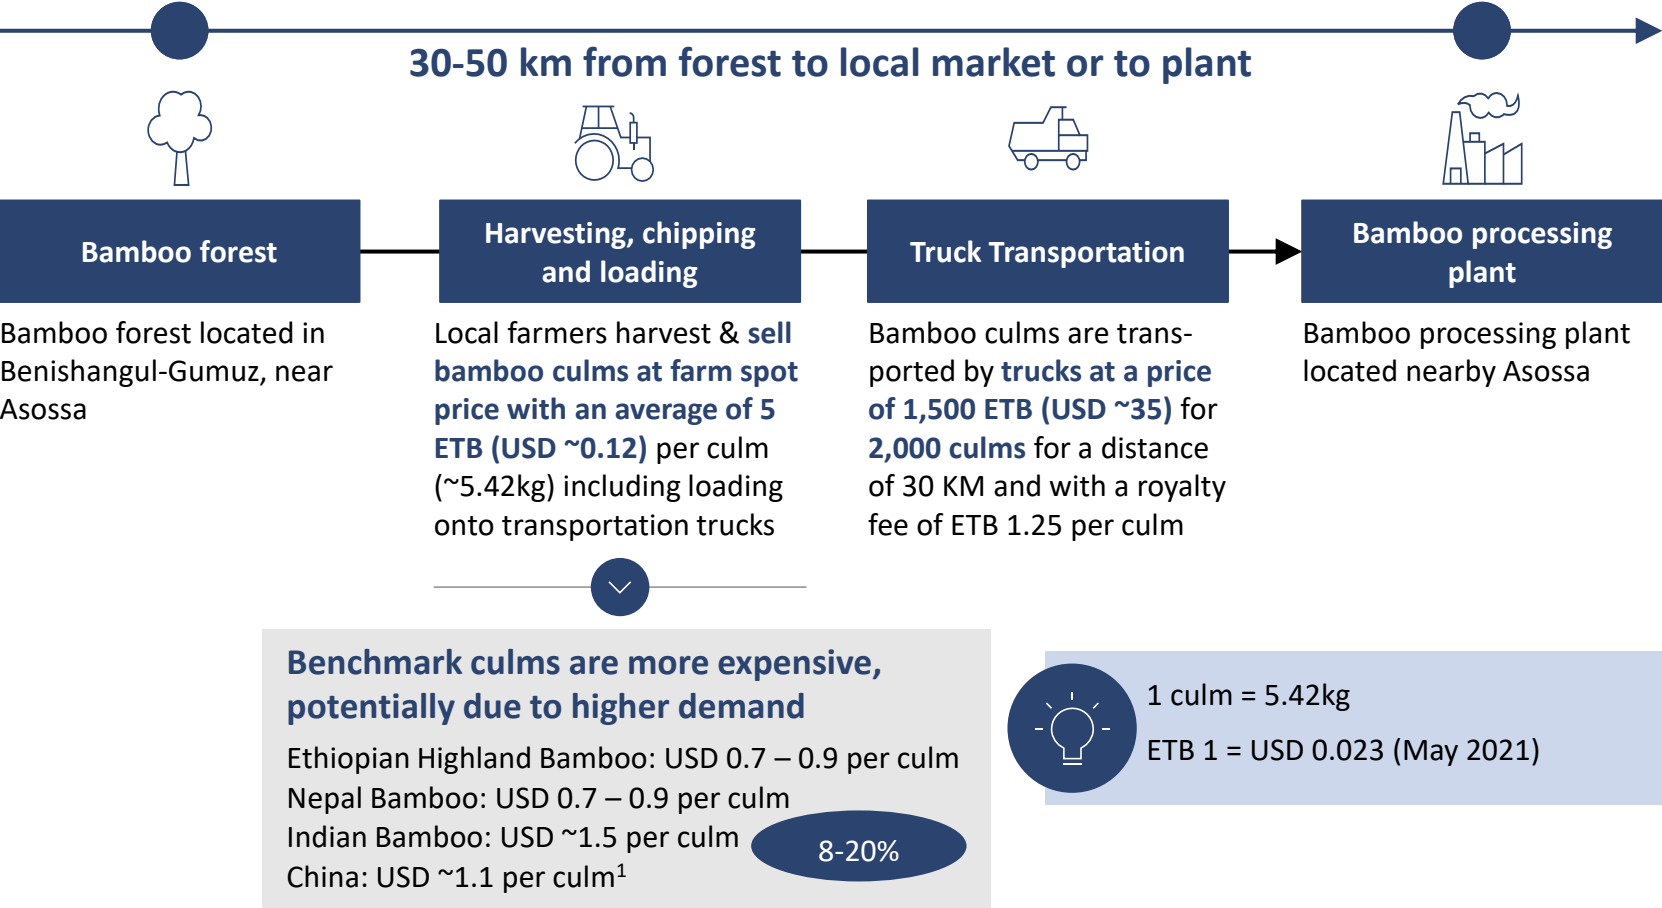 30-50 km from forest to local market or to plant
Bamboo forest
Harvesting, chipping
and loading
Truck Transportation
Bamboo processing
plant
Bamboo forest located in
Benishangul-Gumuz, near
Asossa
Local farmers harvest & sell
bamboo culms at farm spot
price with an average of 5
ETB (USD ~0.12) per culm
(~5.42kg) including loading
onto transportation trucks
Bamboo culms are trans-
ported by trucks at a price
of 1,500 ETB (USD ~35) for
2,000 culms for a distance
of 30 KM and with a royalty
fee of ETB 1.25 per culm
Bamboo processing plant
located nearby Asossa
Benchmark culms are more expensive,
potentially due to higher demand
Ethiopian Highland Bamboo: USD 0.7 – 0.9 per culm
Nepal Bamboo: USD 0.7 – 0.9 per culm
Indian Bamboo: USD ~1.5 per culm
China: USD ~1.1 per culm¹
8-20%
1 culm = 5.42kg
ETB 1 = USD 0.023 (May 2021)